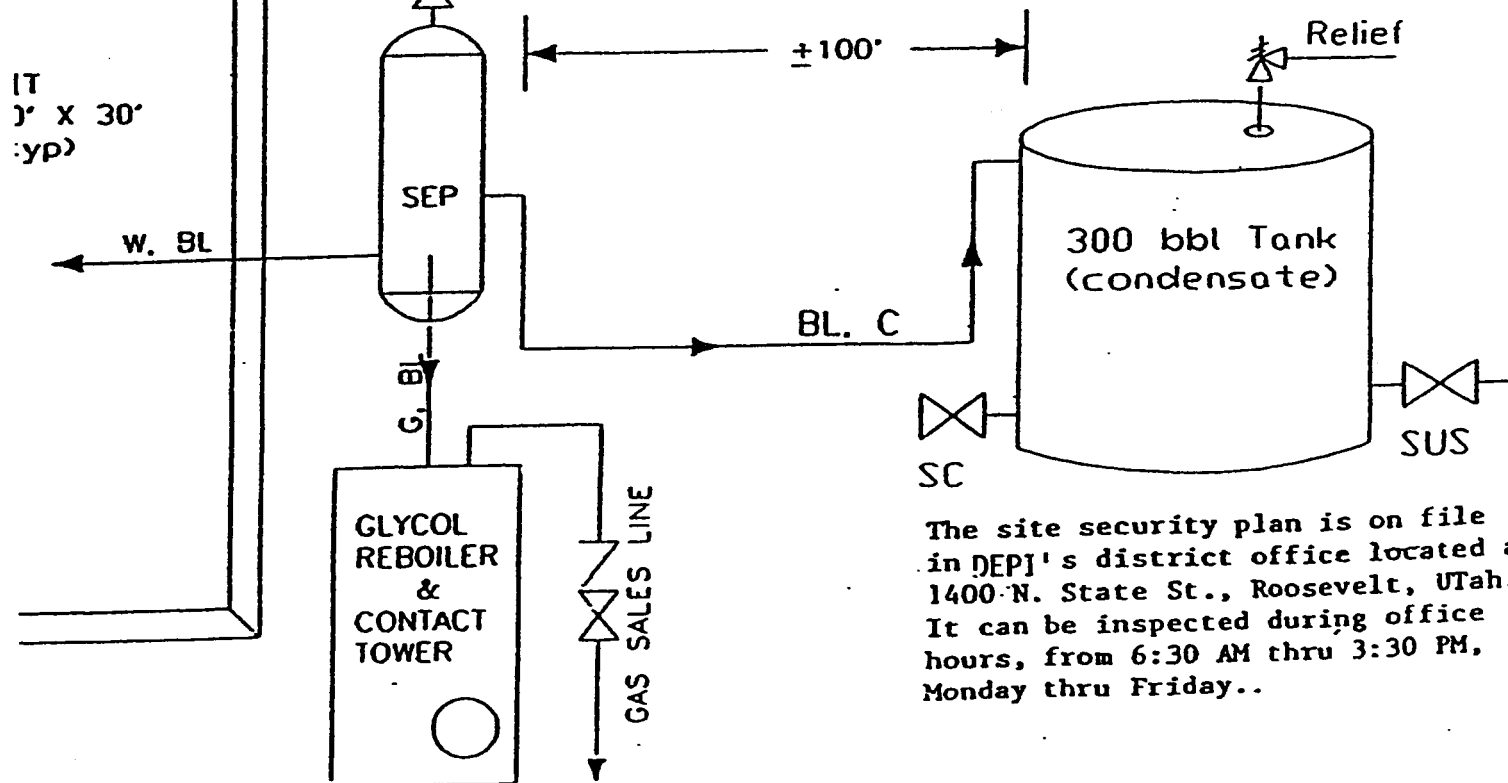 ±100'
Relief
X 30'
SEP
W. BL
300 bbl Tank
(condensate)
BL. C
G, BL
SC
SUS
GLYCOL
REBOILER
&
CONTACT
TOWER
GAS SALES LINE
The site security plan is on file
in DEPI's district office located
1400 N. State St., Roosevelt, UTah.
It can be inspected during office
hours, from 6:30 AM thru 3:30 PM,
Monday thru Friday..